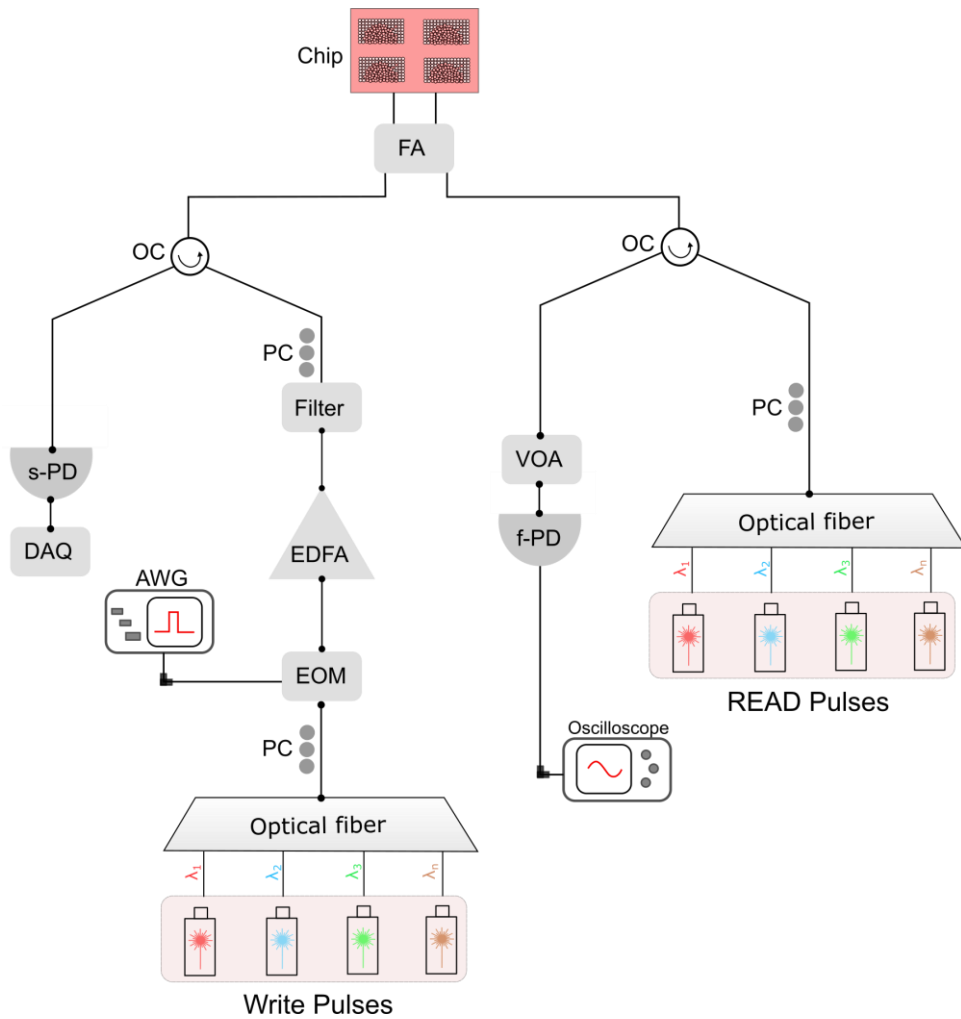 Chip
FA
OC
OC
PC
PC
Filter
VOA
s-PD
f-PD
Optical fiber
DAQ
EDFA
λ1
λ2
λ3
λn
AWG
EOM
READ Pulses
Oscilloscope
PC
Optical fiber
λ1
λ2
λ3
λn
Write Pulses